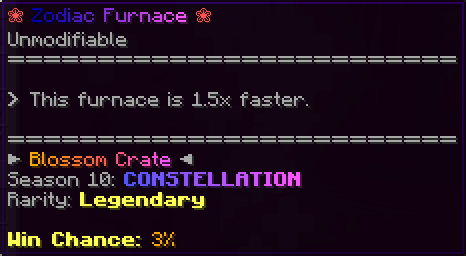 ❀ Zodiac Furnace ❀
Unmodifiable
==============================
> This furnace is 1.5x faster.
==============================
► Blossom Crate ◄
Season 10: CONSTELLATION
Rarity: Legendary
Win Chance: 3%